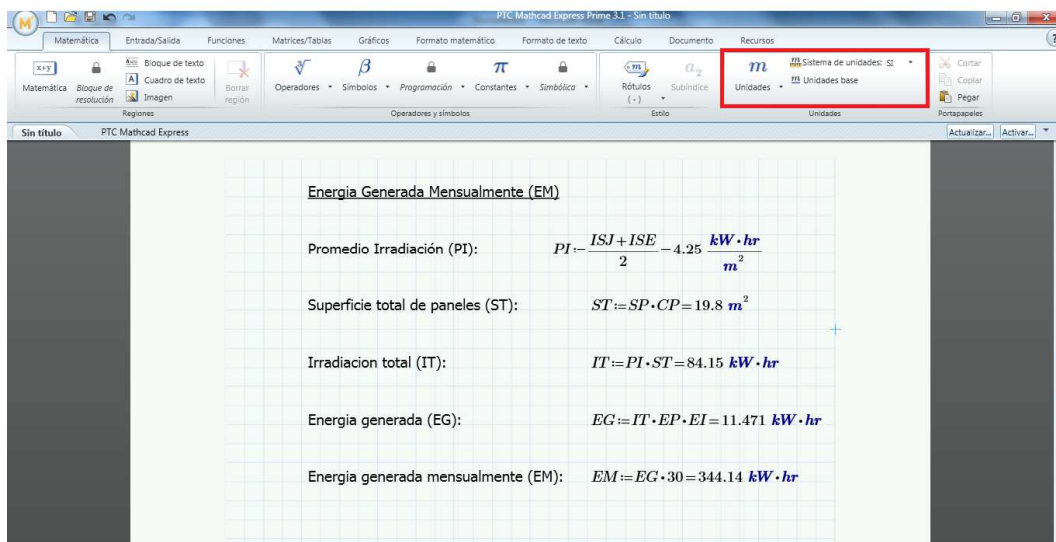 PTC Mathcad Express Prime 3.1 - Sin título
Matemática Entrada/Salida Funciones Matrices/Tablas Gráficos Formato matemático Formato de texto Cálculo Documento Recursos
x+y Bloque de texto β π m a₂ m Sistema de unidades: SI Cortar
Matemática Bloque de resolución A Cuadro de texto Borrar región Operadores Símbolos Programación Constantes Simbólica Rótulos (-) Subíndice Unidades Unidades base Copiar
Imagen Pegar
Regiones Operadores y símbolos Estilo Unidades Portapapeles
Sin título PTC Mathcad Express Actualizar... Activar...
Energia Generada Mensualmente (EM)
Promedio Irradiación (PI): PI:-(ISJ+ISE)/2-4.25 kW·hr/m²
Superficie total de paneles (ST): ST:=SP·CP=19.8 m²
Irradiacion total (IT): IT:=PI·ST=84.15 kW·hr
Energia generada (EG): EG:=IT·EP·EI=11.471 kW·hr
Energia generada mensualmente (EM): EM:=EG·30=344.14 kW·hr